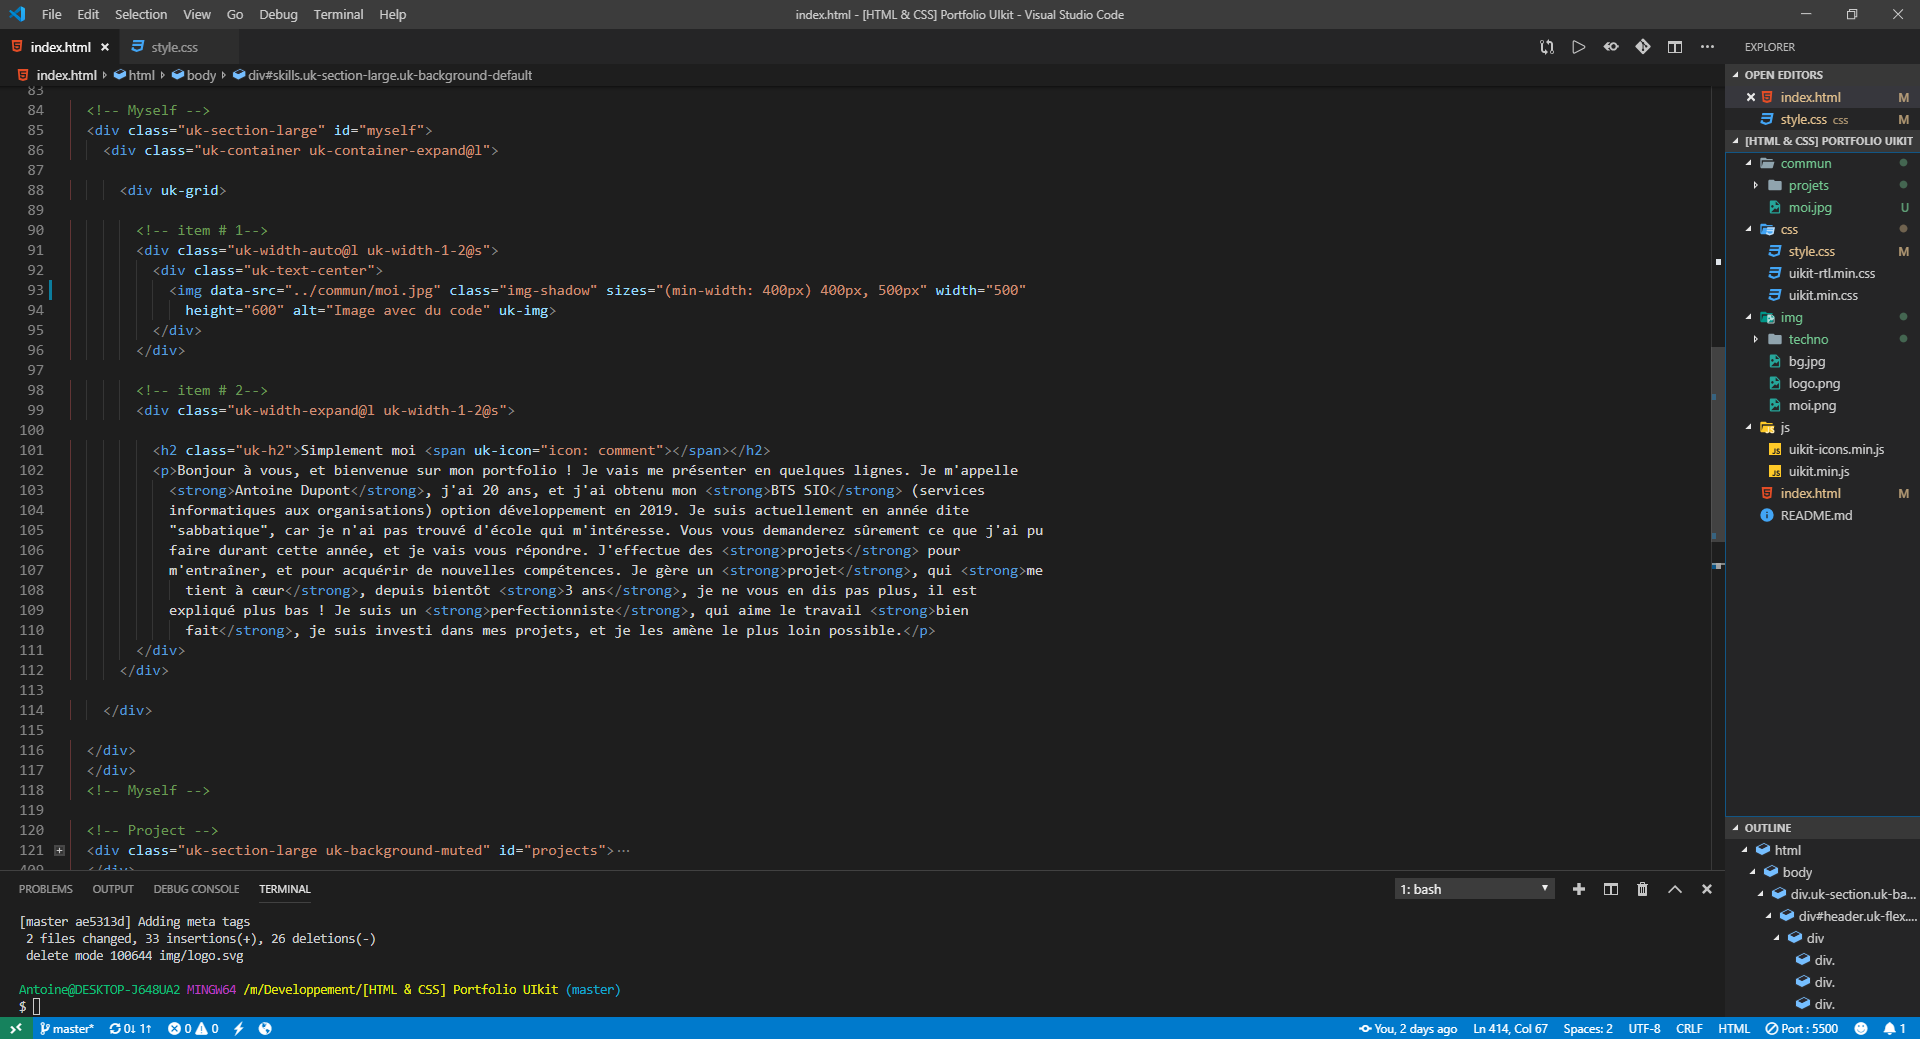 File Edit Selection View Go Debug Terminal Help
index.html - [HTML & CSS] Portfolio UIkit - Visual Studio Code
index.html × style.css
EXPLORER
index.html html body div#skills.uk-section-large.uk-background-default
83
84 <!-- Myself -->
85 <div class="uk-section-large" id="myself">
86 <div class="uk-container uk-container-expand@l">
87
88 <div uk-grid>
89
90 <!-- item # 1-->
91 <div class="uk-width-auto@l uk-width-1-2@s">
92 <div class="uk-text-center">
93 <img data-src="../commun/moi.jpg" class="img-shadow" sizes="(min-width: 400px) 400px, 500px" width="500"
94 height="600" alt="Image avec du code" uk-img>
95 </div>
96 </div>
97
98 <!-- item # 2-->
99 <div class="uk-width-expand@l uk-width-1-2@s">
100
101 <h2 class="uk-h2">Simplement moi <span uk-icon="icon: comment"></span></h2>
102 <p>Bonjour à vous, et bienvenue sur mon portfolio ! Je vais me présenter en quelques lignes. Je m'appelle
103 <strong>Antoine Dupont</strong>, j'ai 20 ans, et j'ai obtenu mon <strong>BTS SIO</strong> (services
104 informatiques aux organisations) option développement en 2019. Je suis actuellement en année dite
105 "sabbatique", car je n'ai pas trouvé d'école qui m'intéresse. Vous vous demanderez sûrement ce que j'ai pu
106 faire durant cette année, et je vais vous répondre. J'effectue des <strong>projets</strong> pour
107 m'entraîner, et pour acquérir de nouvelles compétences. Je gère un <strong>projet</strong>, qui <strong>me
108 tient à cœur</strong>, depuis bientôt <strong>3 ans</strong>, je ne vous en dis pas plus, il est
109 expliqué plus bas ! Je suis un <strong>perfectionniste</strong>, qui aime le travail <strong>bien
110 fait</strong>, je suis investi dans mes projets, et je les amène le plus loin possible.</p>
111 </div>
112 </div>
113
114 </div>
115
116 </div>
117 </div>
118 <!-- Myself -->
119
120 <!-- Project -->
121 <div class="uk-section-large uk-background-muted" id="projects">⋯
409 </div>
OPEN EDITORS
× index.html M
style.css css M
[HTML & CSS] PORTFOLIO UIKIT
commun
projets
moi.jpg U
css
style.css M
uikit-rtl.min.css
uikit.min.css
img
techno
bg.jpg
logo.png
moi.png
js
uikit-icons.min.js
uikit.min.js
index.html M
README.md
OUTLINE
html
body
div.uk-section.uk-ba...
div#header.uk-flex....
div
div.
div.
div.
PROBLEMS OUTPUT DEBUG CONSOLE TERMINAL
1: bash
[master ae5313d] Adding meta tags
2 files changed, 33 insertions(+), 26 deletions(-)
delete mode 100644 img/logo.svg
Antoine@DESKTOP-J648UA2 MINGW64 /m/Developpement/[HTML & CSS] Portfolio UIkit (master)
$
master* 0↓ 1↑ 0 0
You, 2 days ago Ln 414, Col 67 Spaces: 2 UTF-8 CRLF HTML Port : 5500 1